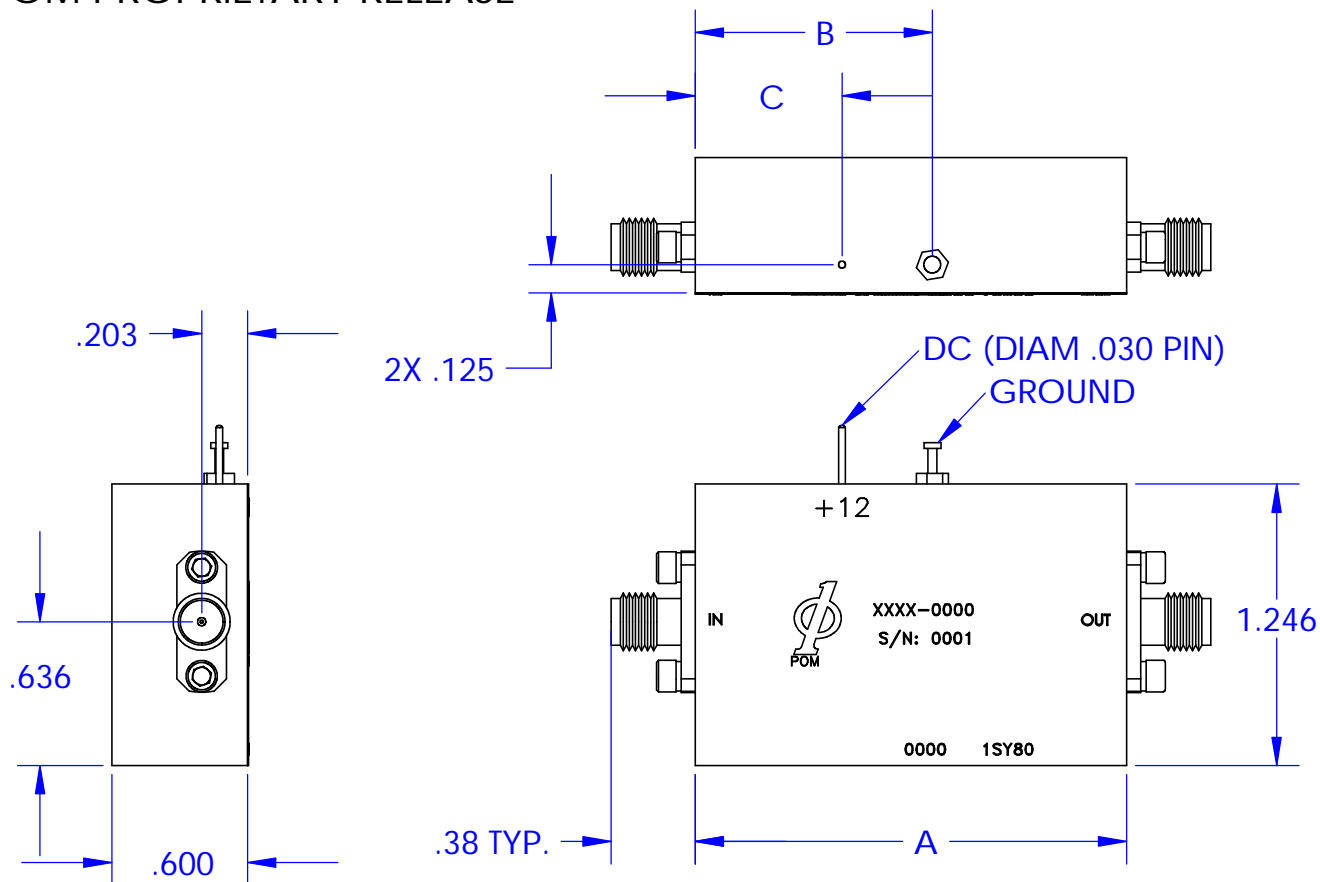 B
C
.203
2X .125
DC (DIAM .030 PIN)
GROUND
+12
IN
XXXX-0000
S/N: 0001
POM
OUT
1.246
.636
0000 1SY80
.38 TYP.
A
.600